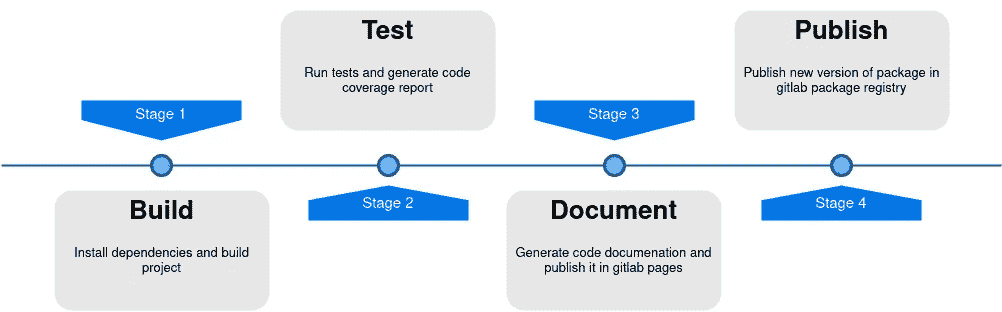 Stage 1
Build
Install dependencies and build
project
Test
Run tests and generate code
coverage report
Stage 2
Stage 3
Document
Generate code documenation and
publish it in gitlab pages
Publish
Publish new version of package in
gitlab package registry
Stage 4